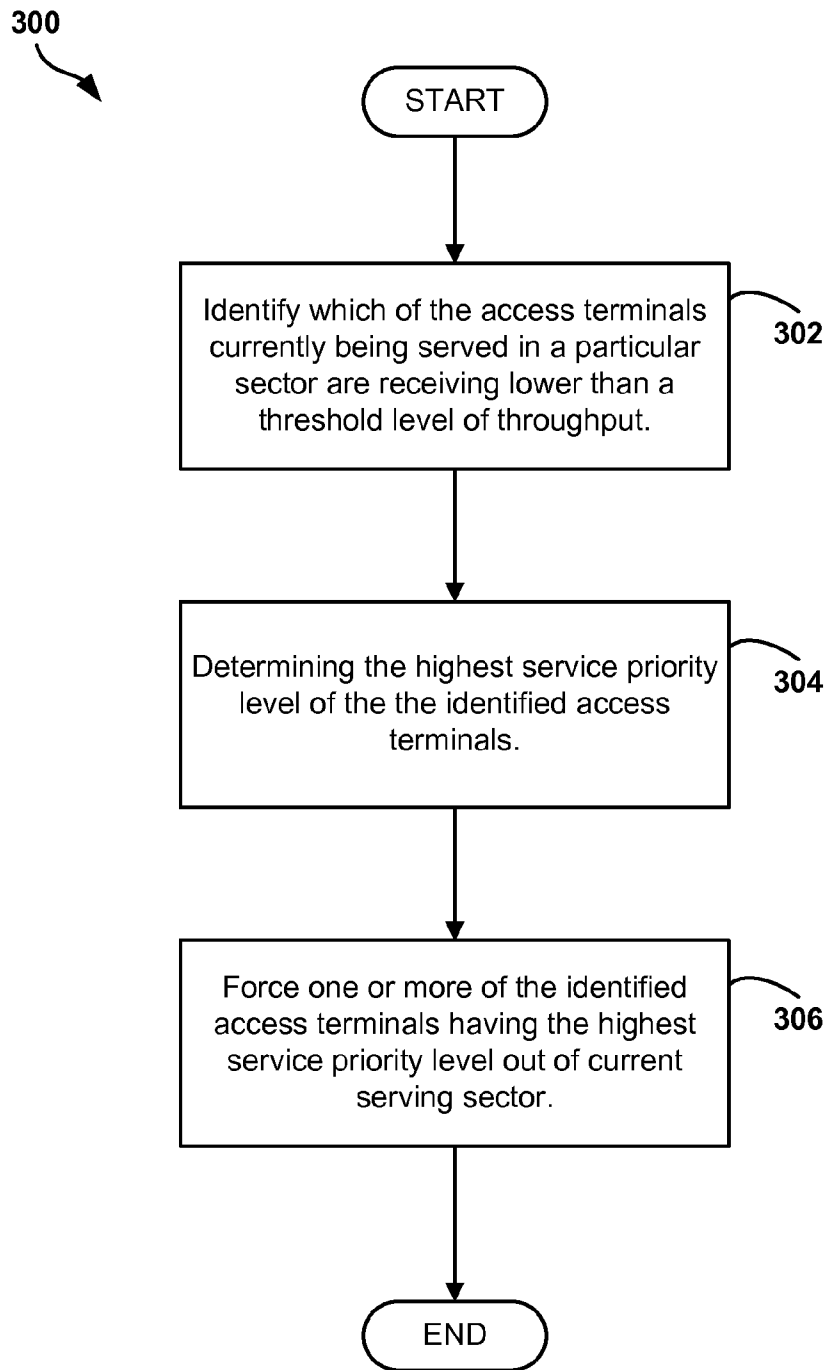 300
START
Identify which of the access terminals
currently being served in a particular
sector are receiving lower than a
threshold level of throughput.
302
Determining the highest service priority
level of the the identified access
terminals.
304
Force one or more of the identified
access terminals having the highest
service priority level out of current
serving sector.
306
END